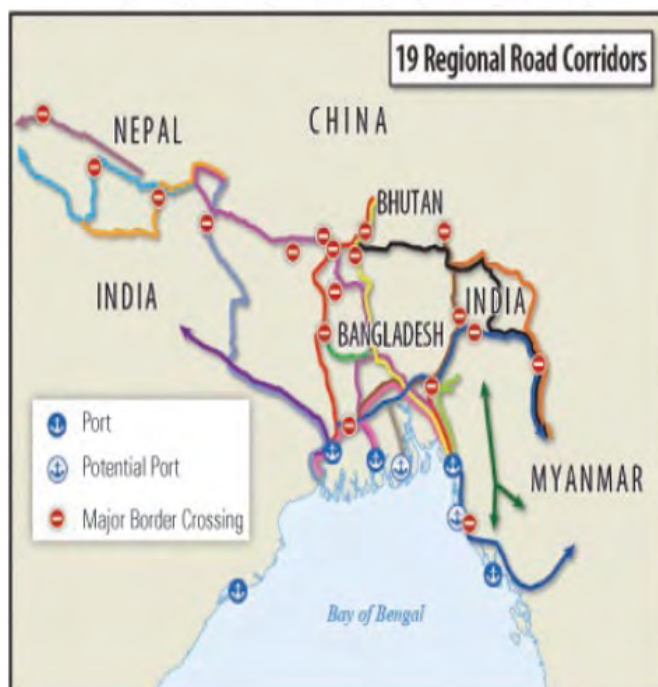 19 Regional Road Corridors
CHINA
NEPAL
BHUTAN
INDIA
INDIA
BANGLADESH
Port
Potential Port
MYANMAR
Major Border Crossing
Bay of Bengal